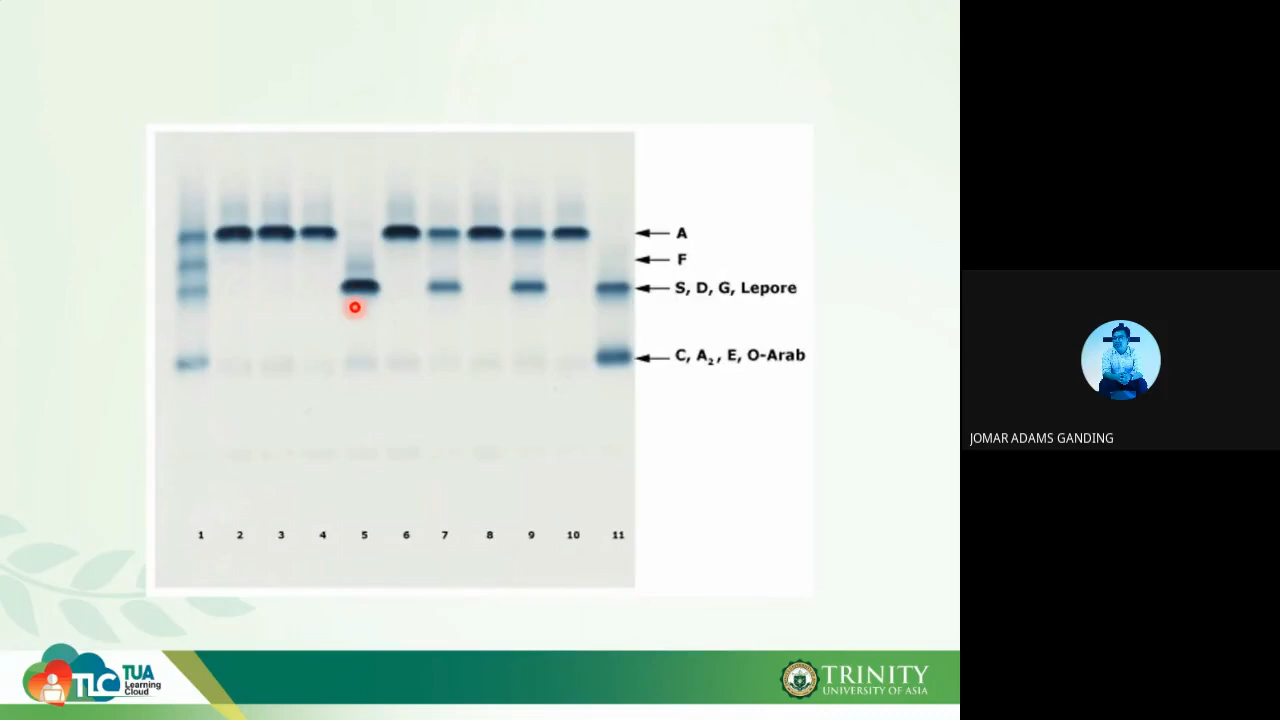 A
F
S, D, G, Lepore
C, A₂, E, O-Arab
1 2 3 4 5 6 7 8 9 10 11
JOMAR ADAMS GANDING
TLC
TUA
Learning
Cloud
TRINITY
UNIVERSITY OF ASIA